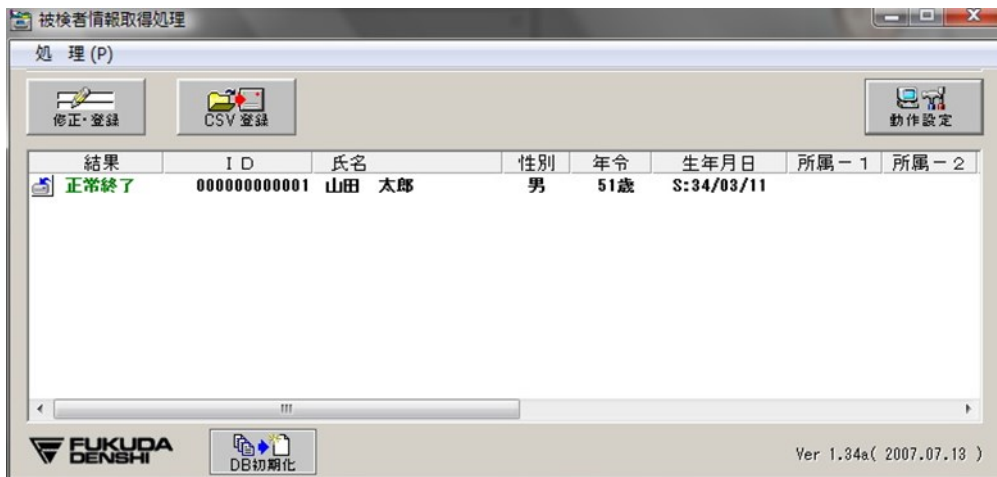 被検者情報取得処理
処 理(P)
修正・登録 CSV 登録 動作設定
結果 ID 氏名 性別 年令 生年月日 所属－1 所属－2
正常終了 000000000001 山田 太郎 男 51歳 S:34/03/11
FUKUDA DENSHI DB初期化 Ver 1.34a( 2007.07.13 )